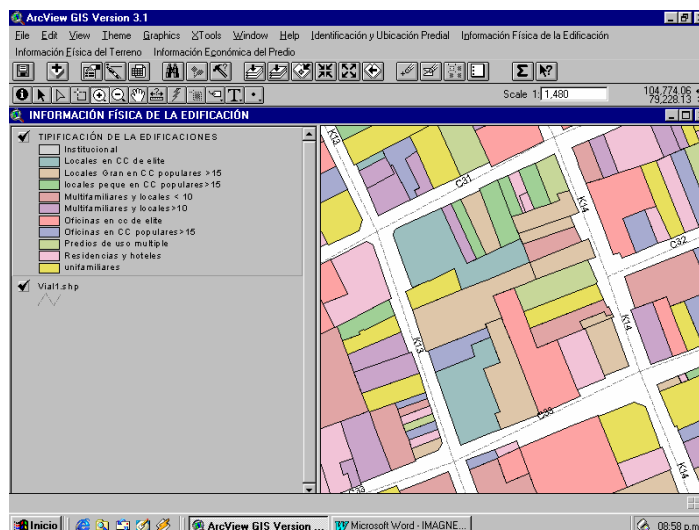 ArcView GIS Version 3.1
File Edit View Theme Graphics XTools Window Help Identificación y Ubicación Predial Información Física de la Edificación
Información Física del Terreno Información Económica del Predio
Scale 1: 1,480
104,774.06
79,228.13
INFORMACIÓN FÍSICA DE LA EDIFICACIÓN
TIPIFICACIÓN DE LA EDIFICACIONES
Institucional
Locales en CC de elite
Locales Gran en CC populares >15
locales peque en CC populares>15
Multifamiliares y locales < 10
Multifamiliares y locales>10
Oficinas en cc de elite
Oficinas en CC populares>15
Predios de uso multiple
Residencias y hoteles
unifamiliares
Vial1.shp
K13
C31
K14
C32
K13
K14
C33
C33
K14
Inicio
ArcView GIS Version ...
Microsoft Word - IMAGNE...
08:58 p.m.